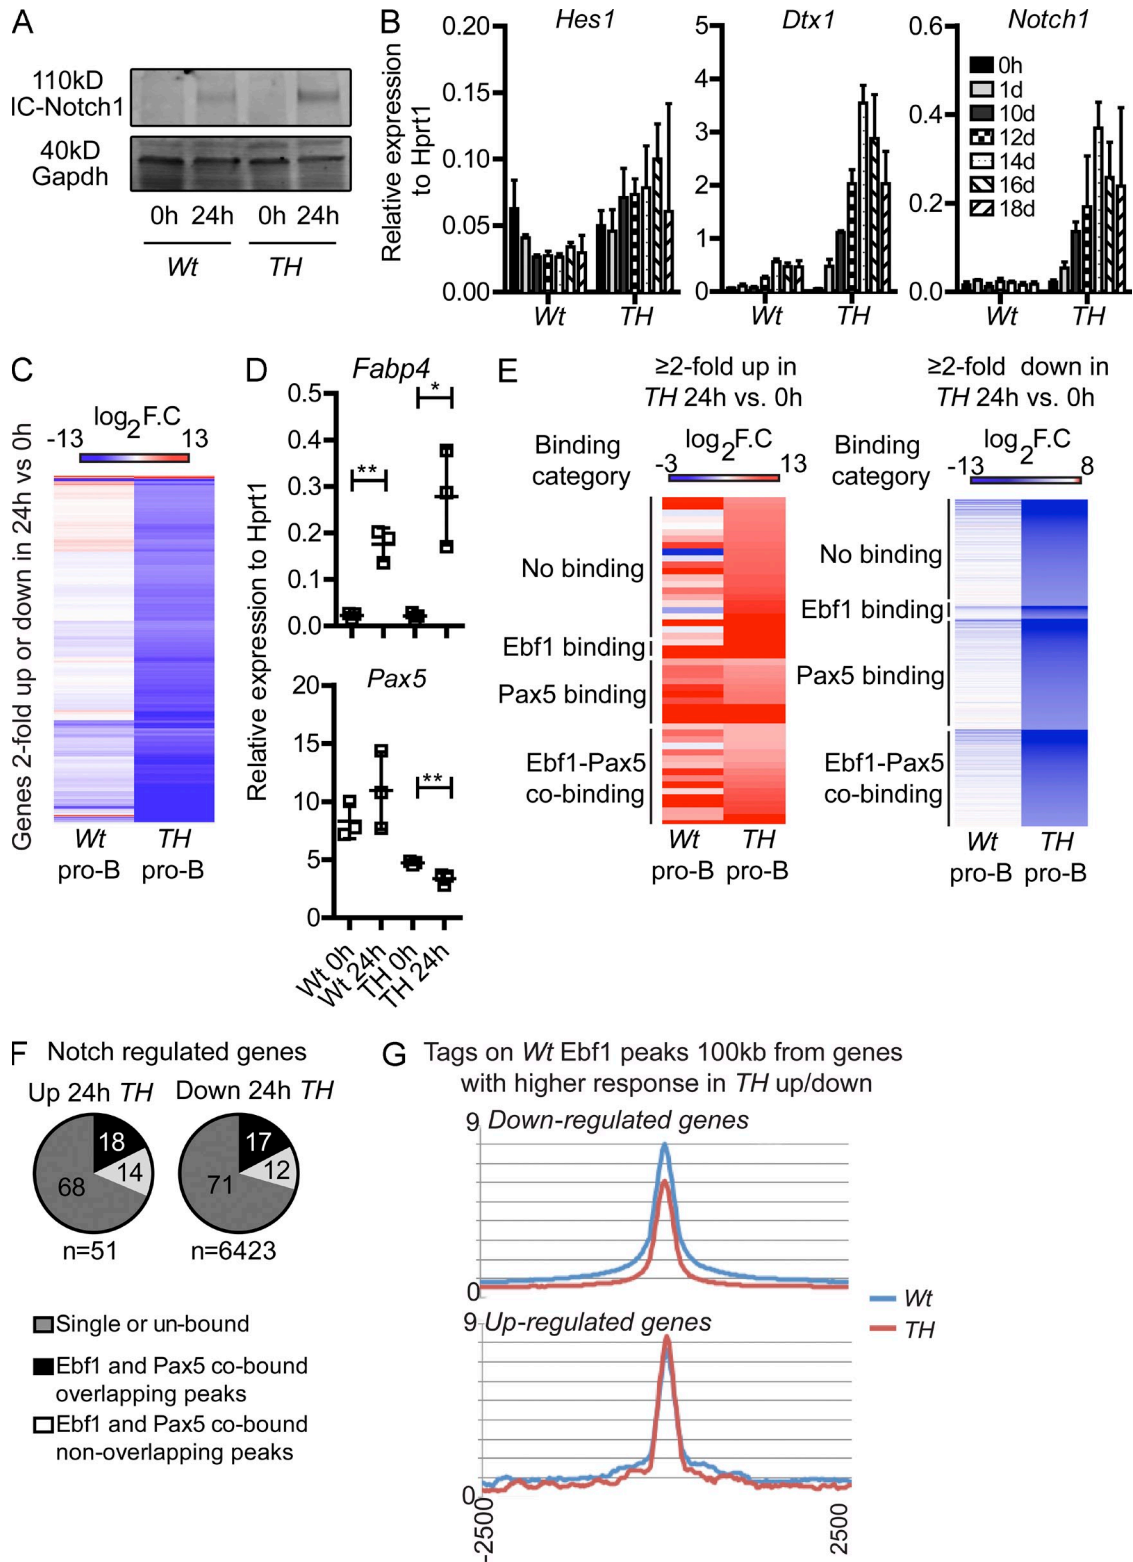 A
110kD
IC-Notch1
40kD
Gapdh
0h 24h 0h 24h
Wt TH
B
Relative expression
to Hprt1
Hes1
0.20
0.15
0.10
0.05
0.00
Wt TH
Dtx1
5
4
3
2
1
0
Wt TH
Notch1
0.6
0.4
0.2
0.0
Wt TH
0h
1d
10d
12d
14d
16d
18d
C
log2F.C
-13 13
Genes 2-fold up or down in 24h vs 0h
Wt TH
pro-B pro-B
D
Relative expression to Hprt1
Fabp4
0.5
0.4
0.3
0.2
0.1
0.0
**
*
Pax5
20
15
10
5
0
**
Wt 0h
Wt 24h
TH 0h
TH 24h
E
≥2-fold up in
TH 24h vs. 0h
Binding
category
log2F.C
-3 2 13
No binding
Ebf1 binding
Pax5 binding
Ebf1-Pax5
co-binding
Wt TH
pro-B pro-B
≥2-fold down in
TH 24h vs. 0h
Binding
category
log2F.C
-13 2 8
No binding
Ebf1 binding
Pax5 binding
Ebf1-Pax5
co-binding
Wt TH
pro-B pro-B
F Notch regulated genes
Up 24h TH
18
14
68
n=51
Down 24h TH
17
12
71
n=6423
Single or un-bound
Ebf1 and Pax5 co-bound
overlapping peaks
Ebf1 and Pax5 co-bound
non-overlapping peaks
G Tags on Wt Ebf1 peaks 100kb from genes
with higher response in TH up/down
9
Down-regulated genes
0
9
Up-regulated genes
0
-2500
2500
Wt
TH